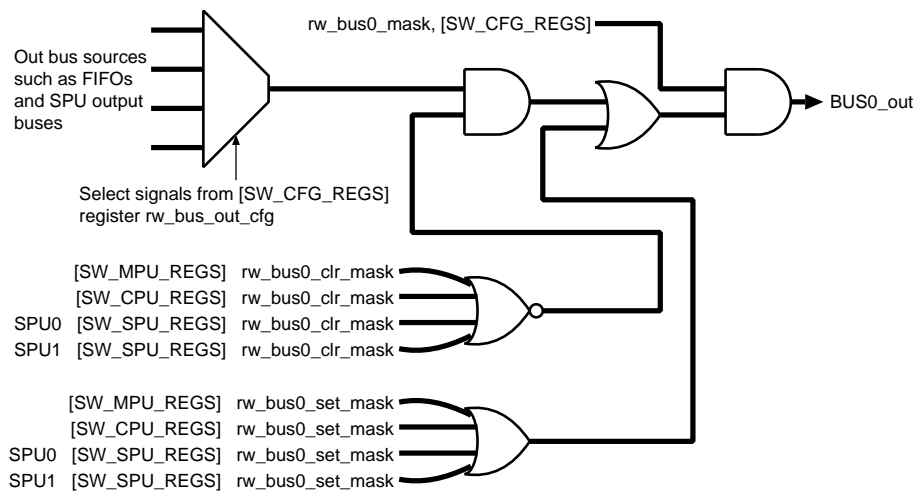 rw_bus0_mask, [SW_CFG_REGS]
Out bus sources
such as FIFOs
and SPU output
buses
BUS0_out
Select signals from [SW_CFG_REGS]
register rw_bus_out_cfg
[SW_MPU_REGS] rw_bus0_clr_mask
[SW_CPU_REGS] rw_bus0_clr_mask
SPU0 [SW_SPU_REGS] rw_bus0_clr_mask
SPU1 [SW_SPU_REGS] rw_bus0_clr_mask
[SW_MPU_REGS] rw_bus0_set_mask
[SW_CPU_REGS] rw_bus0_set_mask
SPU0 [SW_SPU_REGS] rw_bus0_set_mask
SPU1 [SW_SPU_REGS] rw_bus0_set_mask